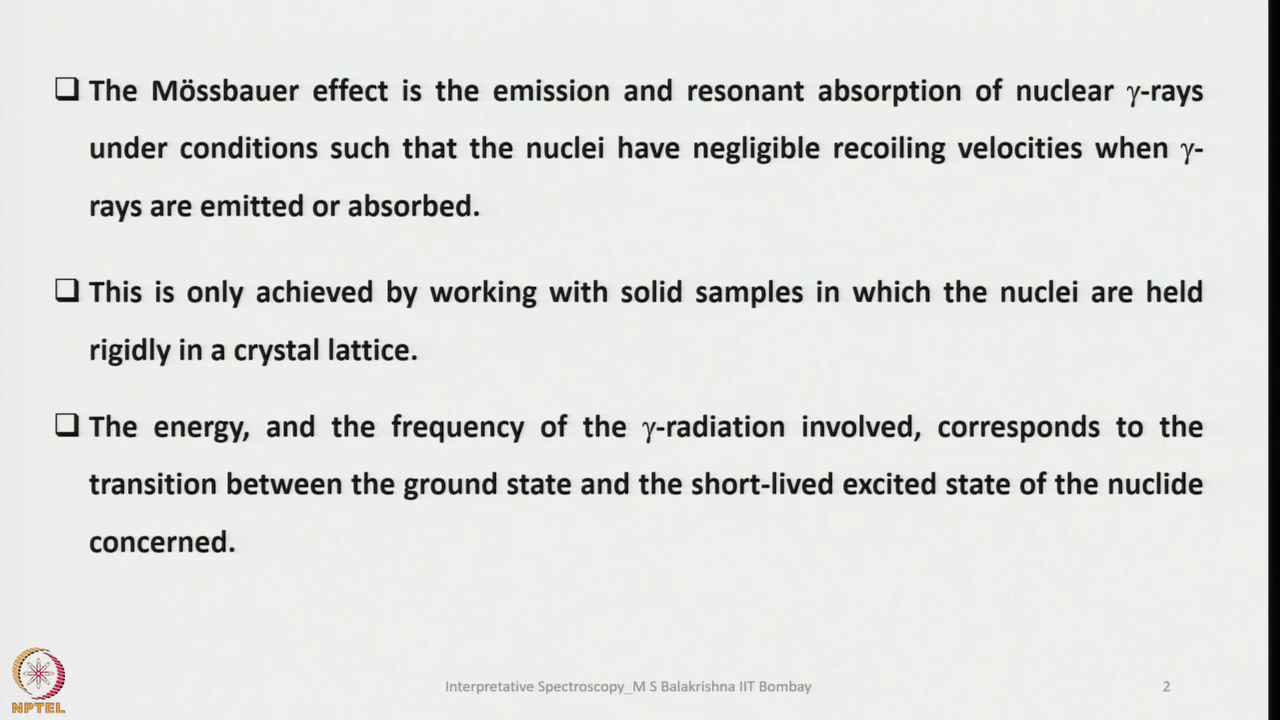 ❑ The Mössbauer effect is the emission and resonant absorption of nuclear γ-rays
under conditions such that the nuclei have negligible recoiling velocities when γ-
rays are emitted or absorbed.
❑ This is only achieved by working with solid samples in which the nuclei are held
rigidly in a crystal lattice.
❑ The energy, and the frequency of the γ-radiation involved, corresponds to the
transition between the ground state and the short-lived excited state of the nuclide
concerned.
NPTEL
Interpretative Spectroscopy_M S Balakrishna IIT Bombay
2